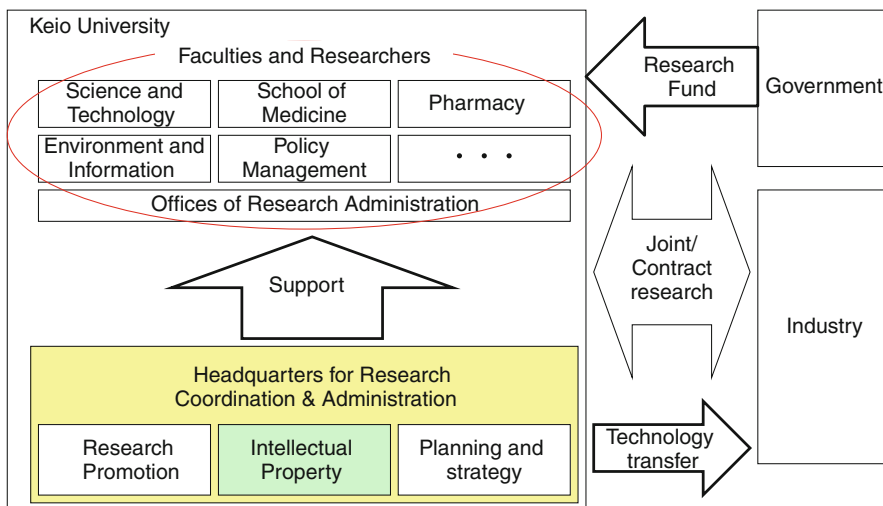 Keio University
Faculties and Researchers
Science and
Technology
School of
Medicine
Pharmacy
Environment and
Information
Policy
Management
. . .
Offices of Research Administration
Support
Headquarters for Research
Coordination & Administration
Research
Promotion
Intellectual
Property
Planning and
strategy
Research
Fund
Government
Joint/
Contract
research
Industry
Technology
transfer